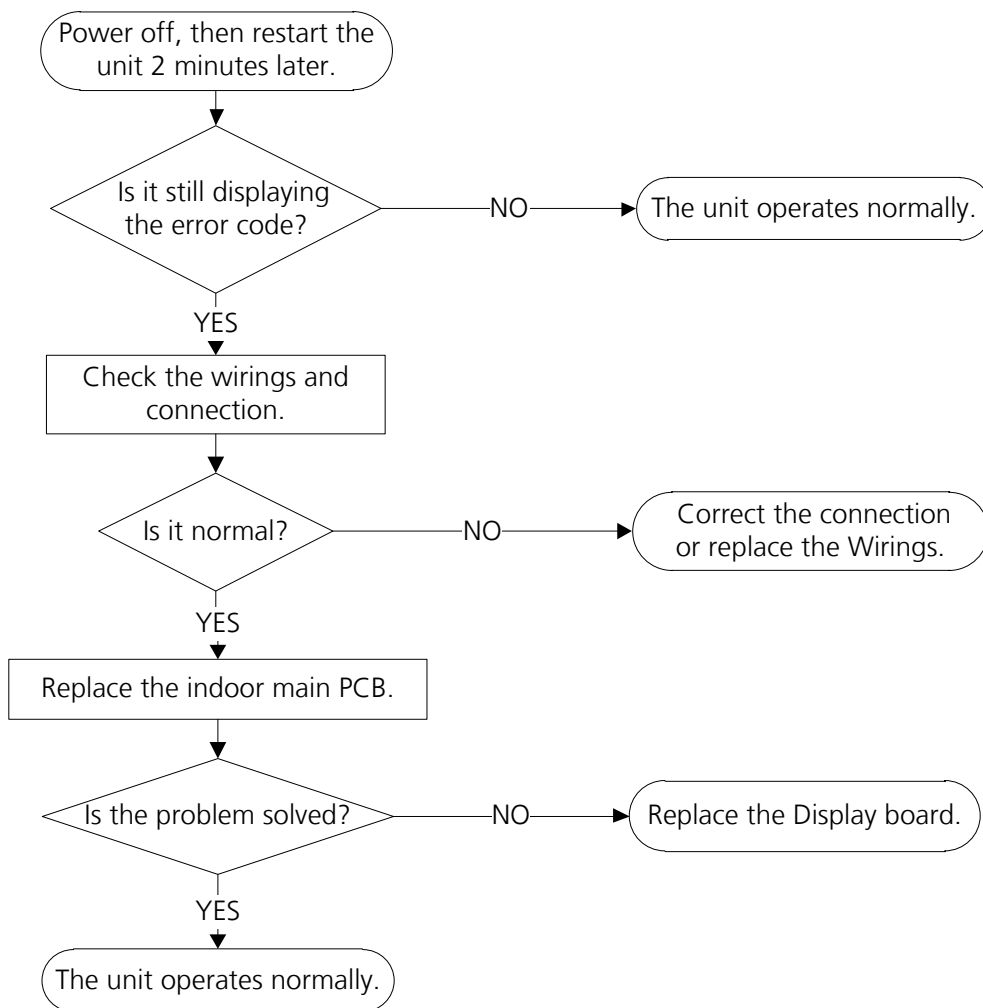 Power off, then restart the
unit 2 minutes later.
Is it still displaying
the error code?
NO
The unit operates normally.
YES
Check the wirings and
connection.
Is it normal?
NO
Correct the connection
or replace the Wirings.
YES
Replace the indoor main PCB.
Is the problem solved?
NO
Replace the Display board.
YES
The unit operates normally.